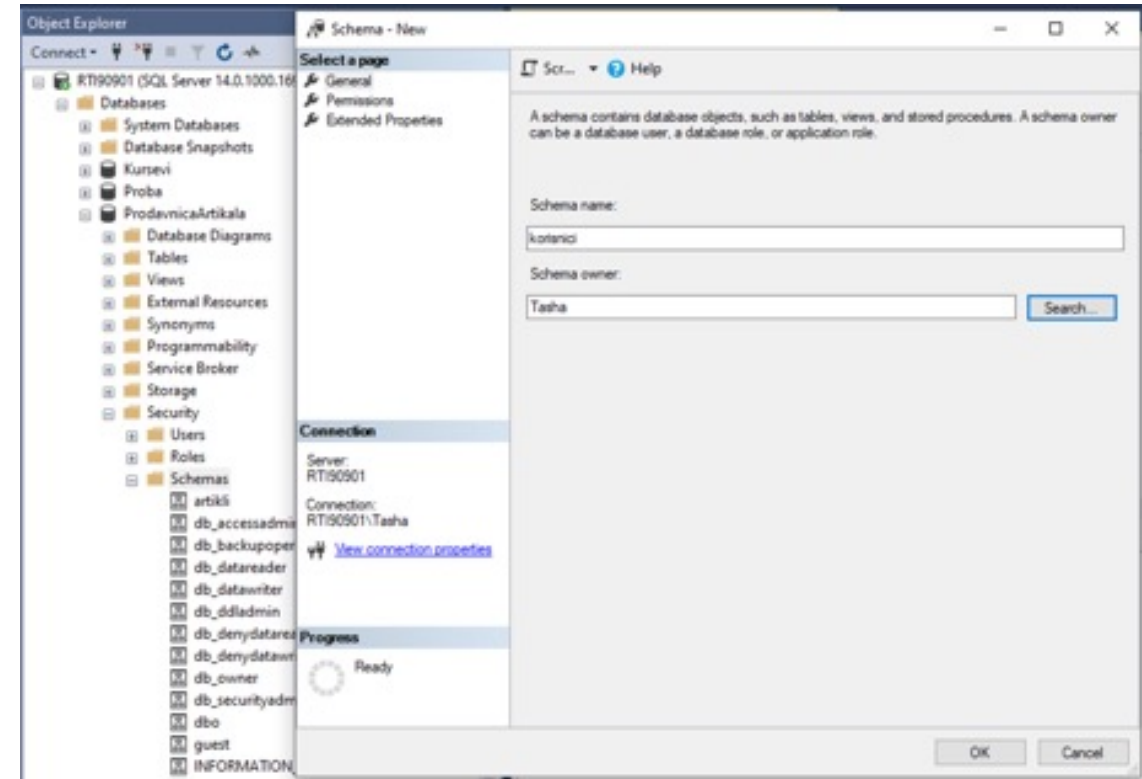 Object Explorer
Connect
RTI90901 (SQL Server 14.0.1000.16
Databases
System Databases
Database Snapshots
Kursevi
Proba
ProdavnicaArtikala
Database Diagrams
Tables
Views
External Resources
Synonyms
Programmability
Service Broker
Storage
Security
Users
Roles
Schemas
artikli
db_accessadmi
db_backupoper
db_datareader
db_datawriter
db_ddladmin
db_denydatarea
db_denydatawr
db_owner
db_securityadm
dbo
guest
INFORMATION_
Schema - New
Select a page
General
Permissions
Extended Properties
Connection
Server:
RTI90901
Connection:
RTI90901\Tasha
View connection properties
Progress
Ready
Scr... Help
A schema contains database objects, such as tables, views, and stored procedures. A schema owner
can be a database user, a database role, or application role.
Schema name:
korisnici
Schema owner:
Tasha
Search...
OK Cancel